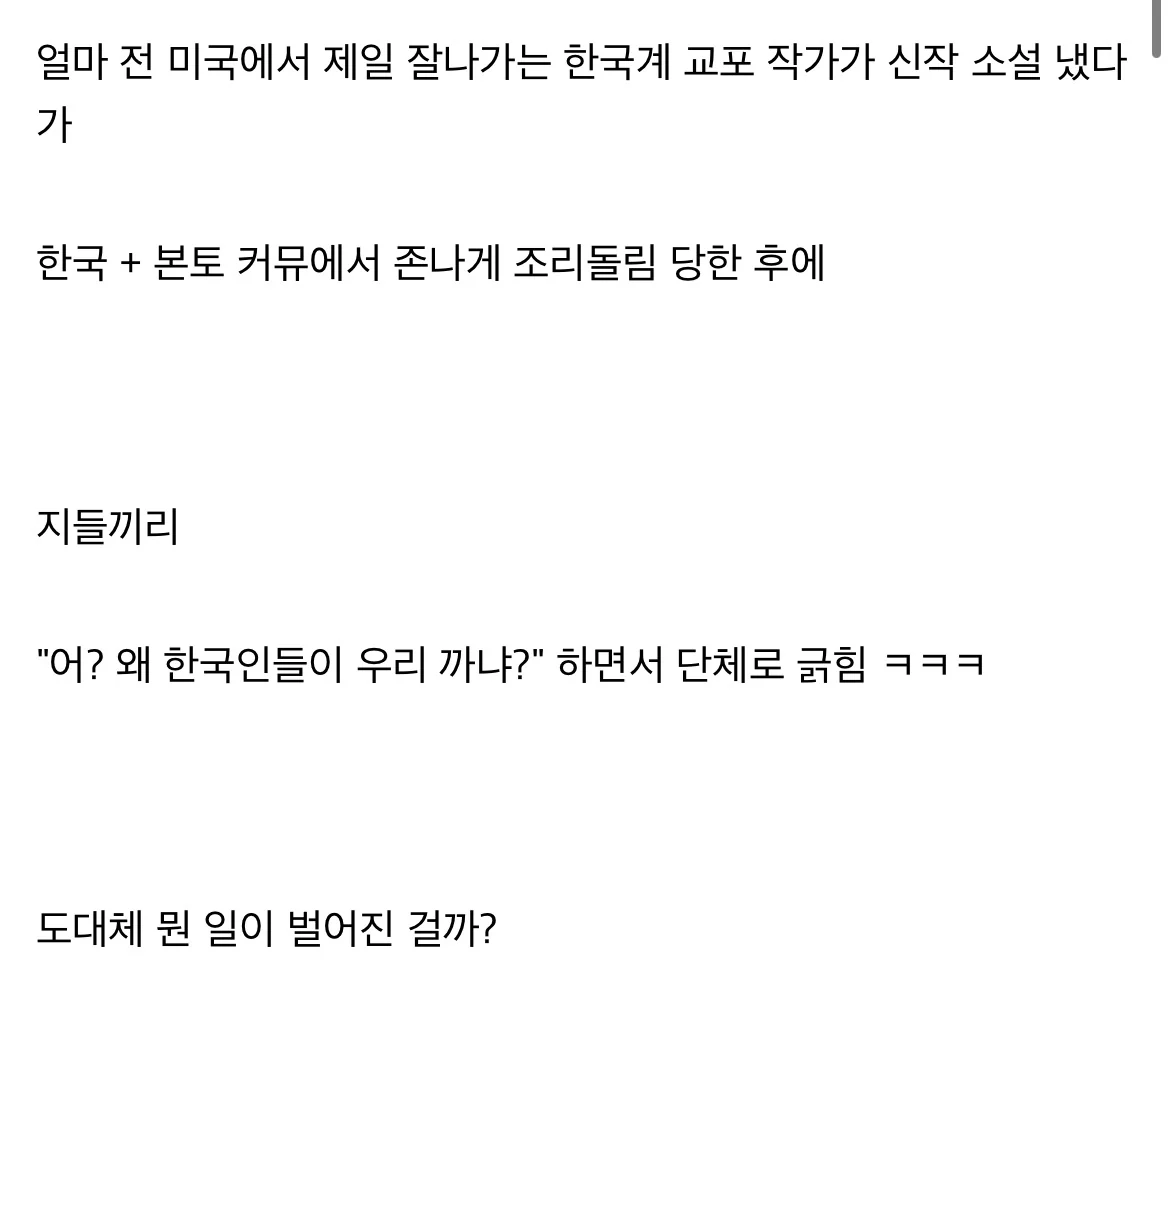 얼마 전 미국에서 제일 잘나가는 한국계 교포 작가가 신작 소설 냈다
가
한국 + 본토 커뮤에서 존나게 조리돌림 당한 후에
지들끼리
"어? 왜 한국인들이 우리 까냐?" 하면서 단체로 긁힘 ㅋㅋㅋ
도대체 뭔 일이 벌어진 걸까?